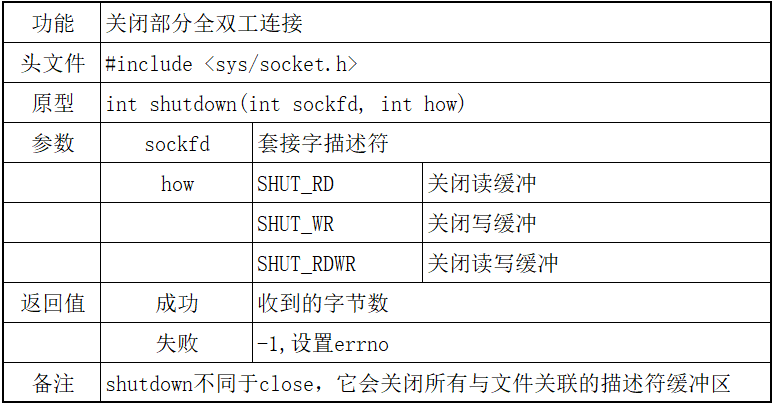 功能 关闭部分全双工连接
头文件 #include <sys/socket.h>
原型 int shutdown(int sockfd, int how)
参数 sockfd 套接字描述符
how SHUT_RD 关闭读缓冲
SHUT_WR 关闭写缓冲
SHUT_RDWR 关闭读写缓冲
返回值 成功 收到的字节数
失败 -1,设置errno
备注 shutdown不同于close，它会关闭所有与文件关联的描述符缓冲区